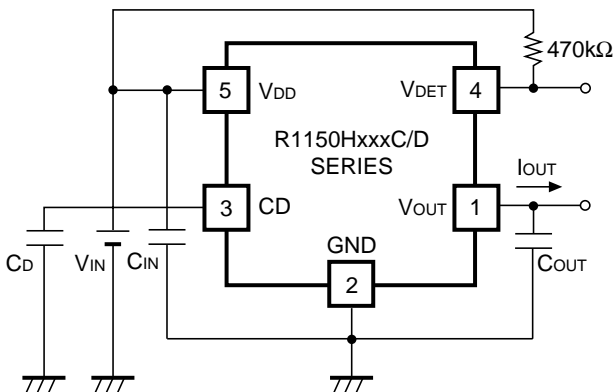 470kΩ
5 VDD
VDET 4
R1150HxxxC/D
SERIES
IOUT
3 CD
VOUT 1
GND
CD
VIN
CIN
2
COUT